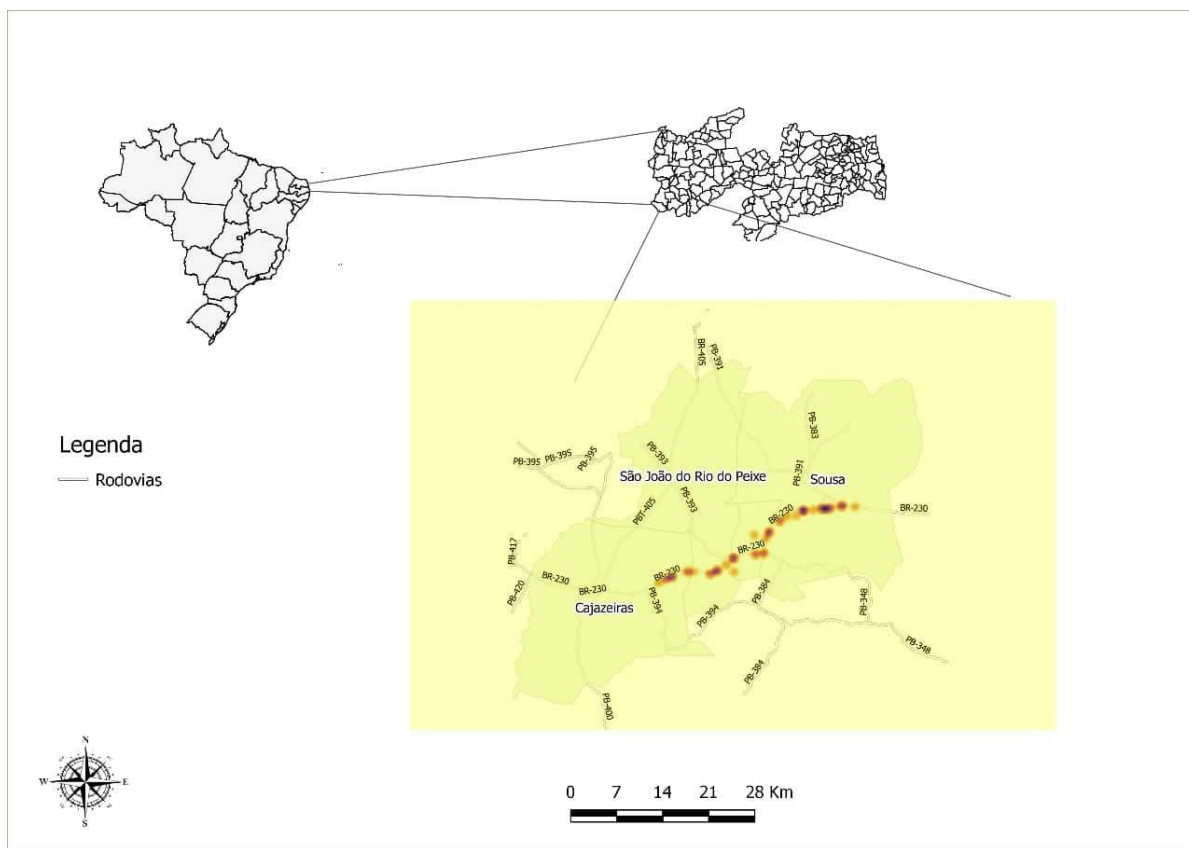 BR-405
PB-391
PB-383
PB-395
PB-395
PB-395
PB-393
São João do Rio do Peixe
PB-391
Sousa
PB-393
PBT-405
BR-230
BR-230
BR-230
PB-417
BR-230
BR-230
BR-230
PB-420
Cajazeiras
PB-394
PB-394
PB-384
PB-348
PB-348
PB-384
PB-400
Legenda
Rodovias
N
W
E
S
0 7 14 21 28 Km